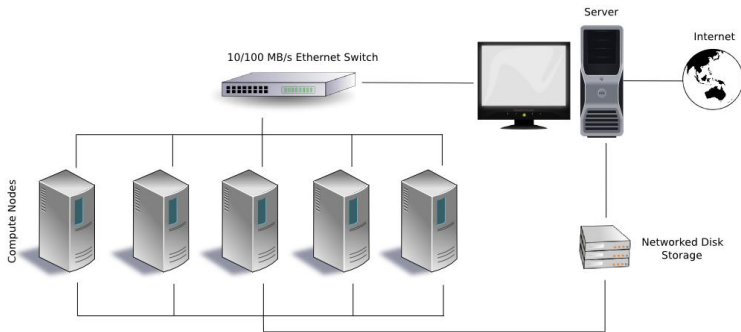 Server
Internet
10/100 MB/s Ethernet Switch
Compute Nodes
Networked Disk
Storage